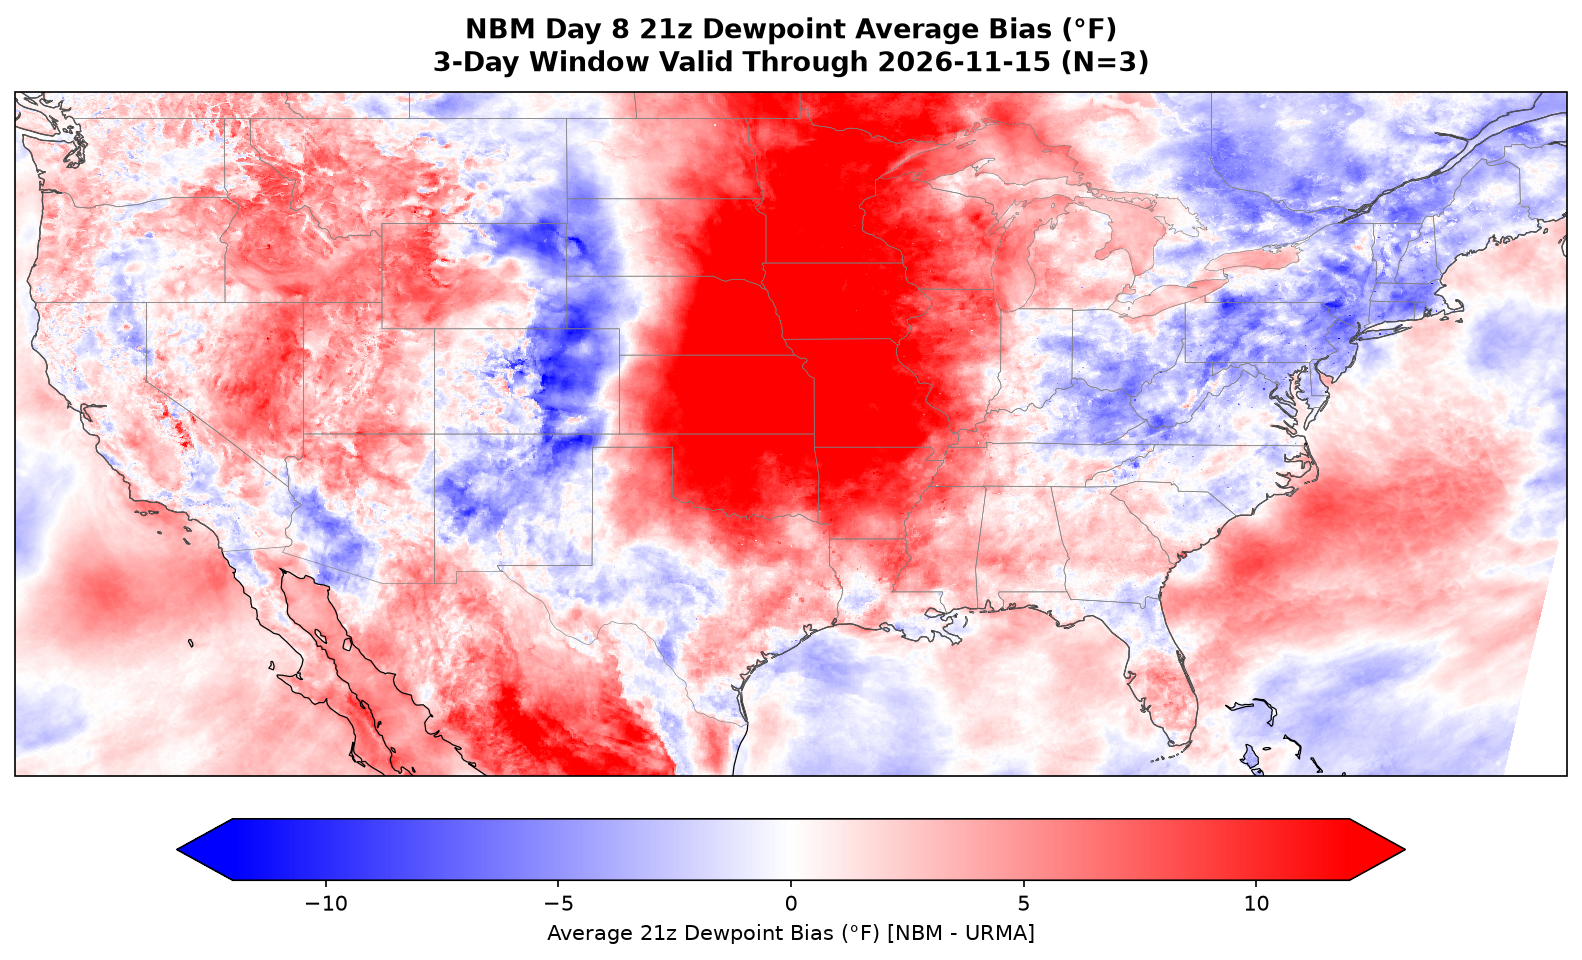 NBM Day 8 21z Dewpoint Average Bias (°F)
3-Day Window Valid Through 2026-11-15 (N=3)
−10 −5 0 5 10
Average 21z Dewpoint Bias (°F) [NBM - URMA]